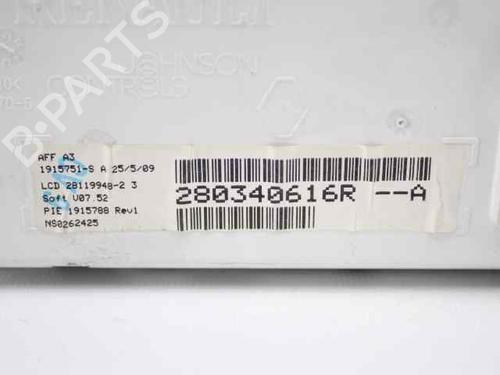 JOHNSON
CONTROLS
AFF A3
1915751-S A 25/5/09
LCD 28119948-2 3
Soft V07.52
PIE 1915788 Rev1
NS0262425
280340616R --A
B-PARTS